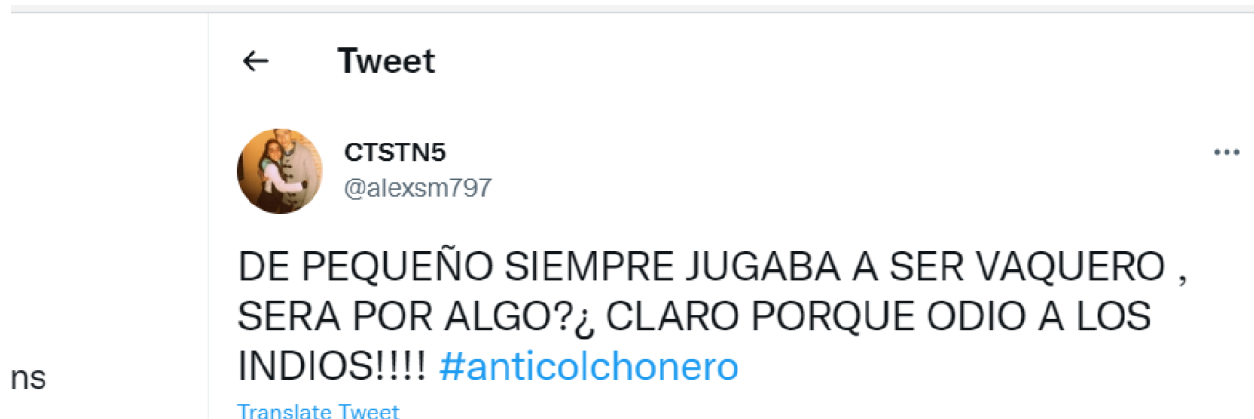 Tweet
CTSTN5
@alexsm797
DE PEQUEÑO SIEMPRE JUGABA A SER VAQUERO ,
SERA POR ALGO?¿ CLARO PORQUE ODIO A LOS
INDIOS!!!! #anticolchonero
ns
Translate Tweet